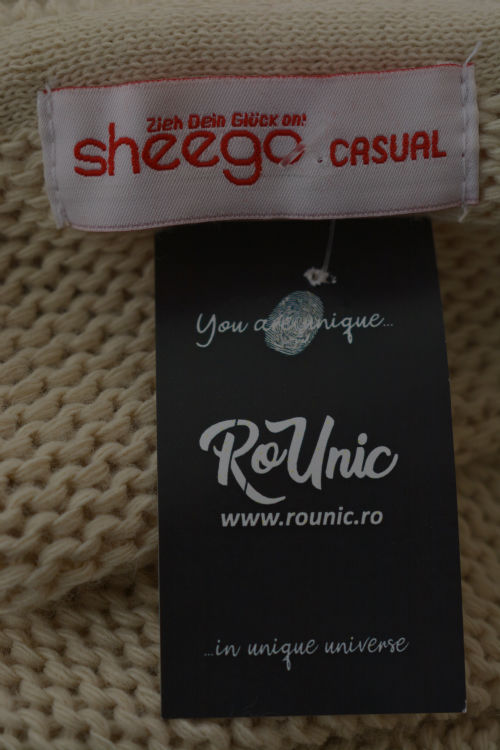 Zieh Dein Glück an!
sheego CASUAL
You are unique...
RoUnic
www.rounic.ro
...in unique universe